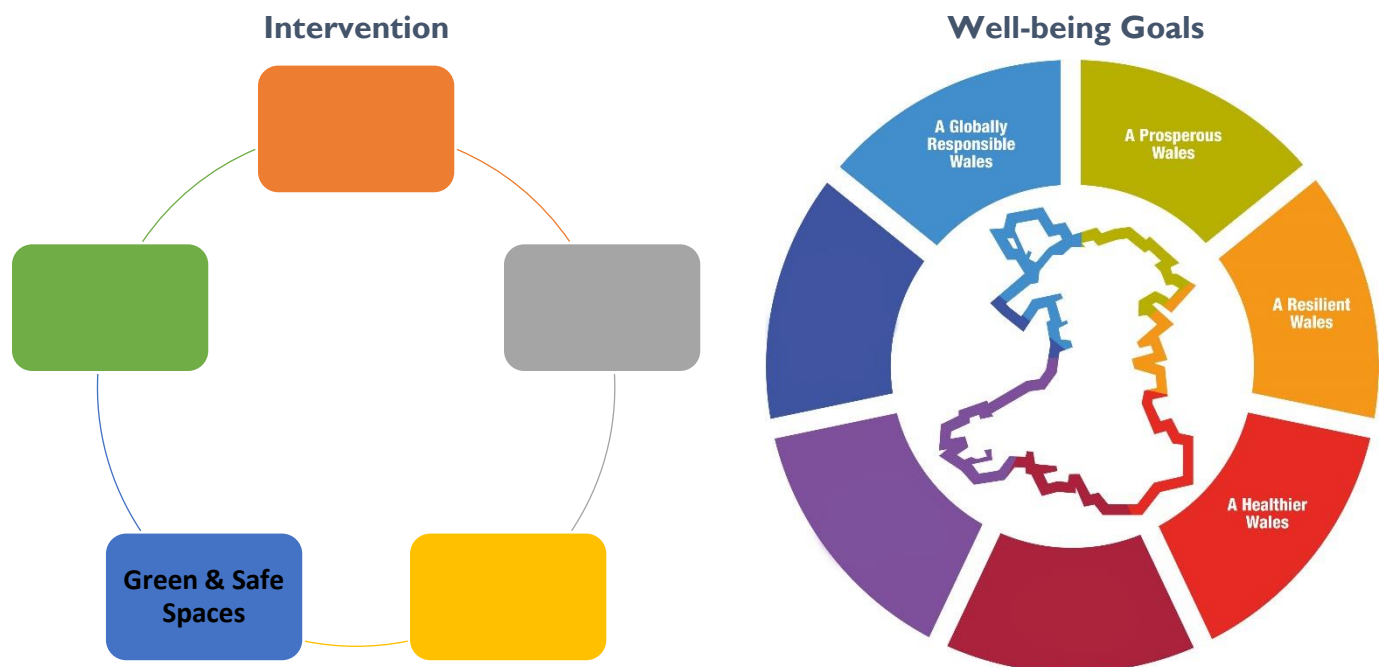 Intervention
Green & Safe
Spaces
Well-being Goals
A Globally
Responsible
Wales
A Prosperous
Wales
A Resilient
Wales
A Healthier
Wales